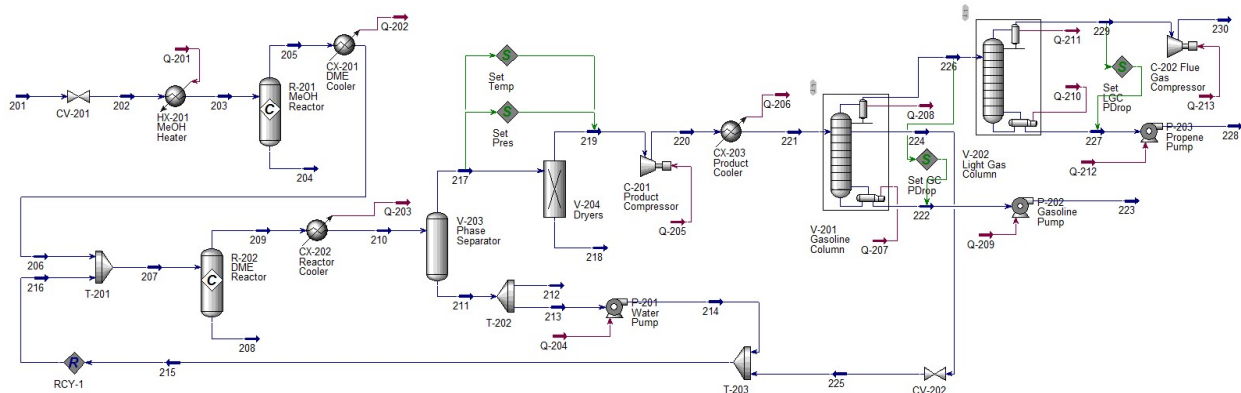 Q-202
205
Q-201
CX-201
DME
Cooler
R-201
MeOH
Reactor
201
CV-201
202
HX-201
MeOH
Heater
203
C
204
S
Set
Temp
S
Set
Pres
217
219
220
Q-206
CX-203
Product
Cooler
221
C-201
Product
Compressor
Q-205
V-204
Dryers
218
226
Q-208
224
S
Set GC
PDrop
222
V-201
Gasoline
Column
Q-207
P-202
Gasoline
Pump
223
Q-209
Q-211
229
230
C-202 Flue
Gas
Compressor
Q-213
S
Set
LGC
PDrop
Q-210
227
P-203
Propene
Pump
228
Q-212
V-202
Light Gas
Column
206
216
T-201
207
R-202
DME
Reactor
C
208
209
Q-203
CX-202
Reactor
Cooler
210
V-203
Phase
Separator
211
212
T-202
213
P-201
Water
Pump
214
Q-204
R
RCY-1
215
T-203
225
CV-202